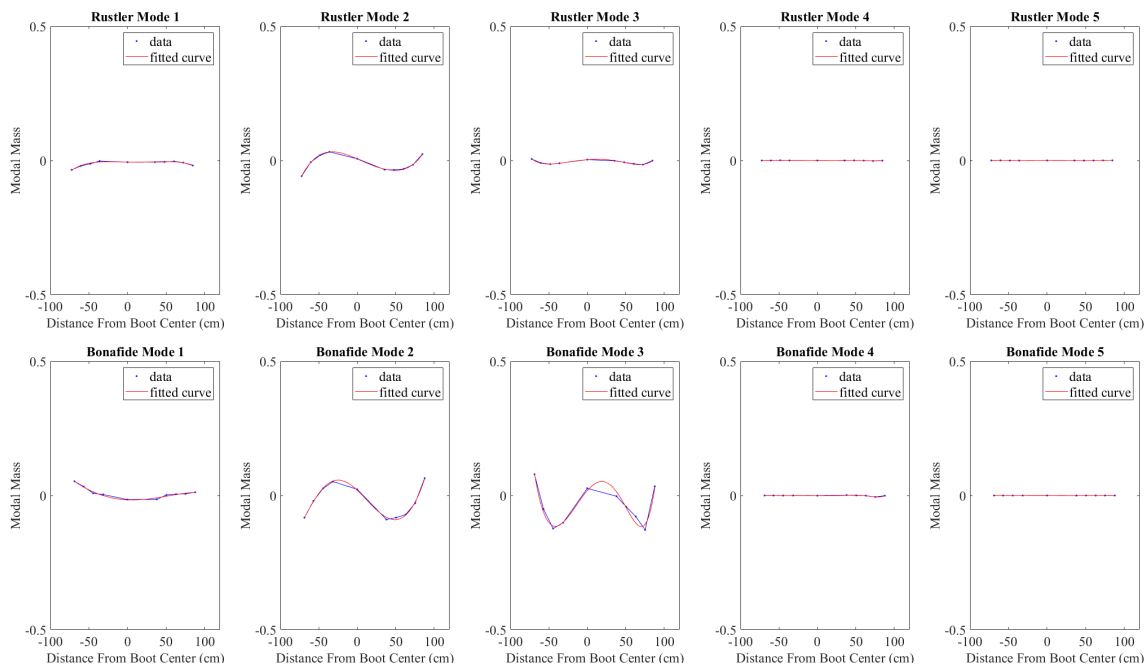 Rustler Mode 1
0.5
data
fitted curve
Modal Mass
0
-0.5
-100 -50 0 50 100
Distance From Boot Center (cm)
Rustler Mode 2
0.5
data
fitted curve
Modal Mass
0
-0.5
-100 -50 0 50 100
Distance From Boot Center (cm)
Rustler Mode 3
0.5
data
fitted curve
Modal Mass
0
-0.5
-100 -50 0 50 100
Distance From Boot Center (cm)
Rustler Mode 4
0.5
data
fitted curve
Modal Mass
0
-0.5
-100 -50 0 50 100
Distance From Boot Center (cm)
Rustler Mode 5
0.5
data
fitted curve
Modal Mass
0
-0.5
-100 -50 0 50 100
Distance From Boot Center (cm)
Bonafide Mode 1
0.5
data
fitted curve
Modal Mass
0
-0.5
-100 -50 0 50 100
Distance From Boot Center (cm)
Bonafide Mode 2
0.5
data
fitted curve
Modal Mass
0
-0.5
-100 -50 0 50 100
Distance From Boot Center (cm)
Bonafide Mode 3
0.5
data
fitted curve
Modal Mass
0
-0.5
-100 -50 0 50 100
Distance From Boot Center (cm)
Bonafide Mode 4
0.5
data
fitted curve
Modal Mass
0
-0.5
-100 -50 0 50 100
Distance From Boot Center (cm)
Bonafide Mode 5
0.5
data
fitted curve
Modal Mass
0
-0.5
-100 -50 0 50 100
Distance From Boot Center (cm)